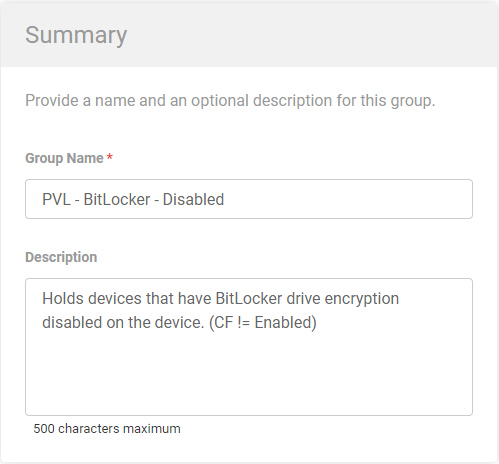 Summary
Provide a name and an optional description for this group.
Group Name *
PVL - BitLocker - Disabled
Description
Holds devices that have BitLocker drive encryption
disabled on the device. (CF != Enabled)
500 characters maximum